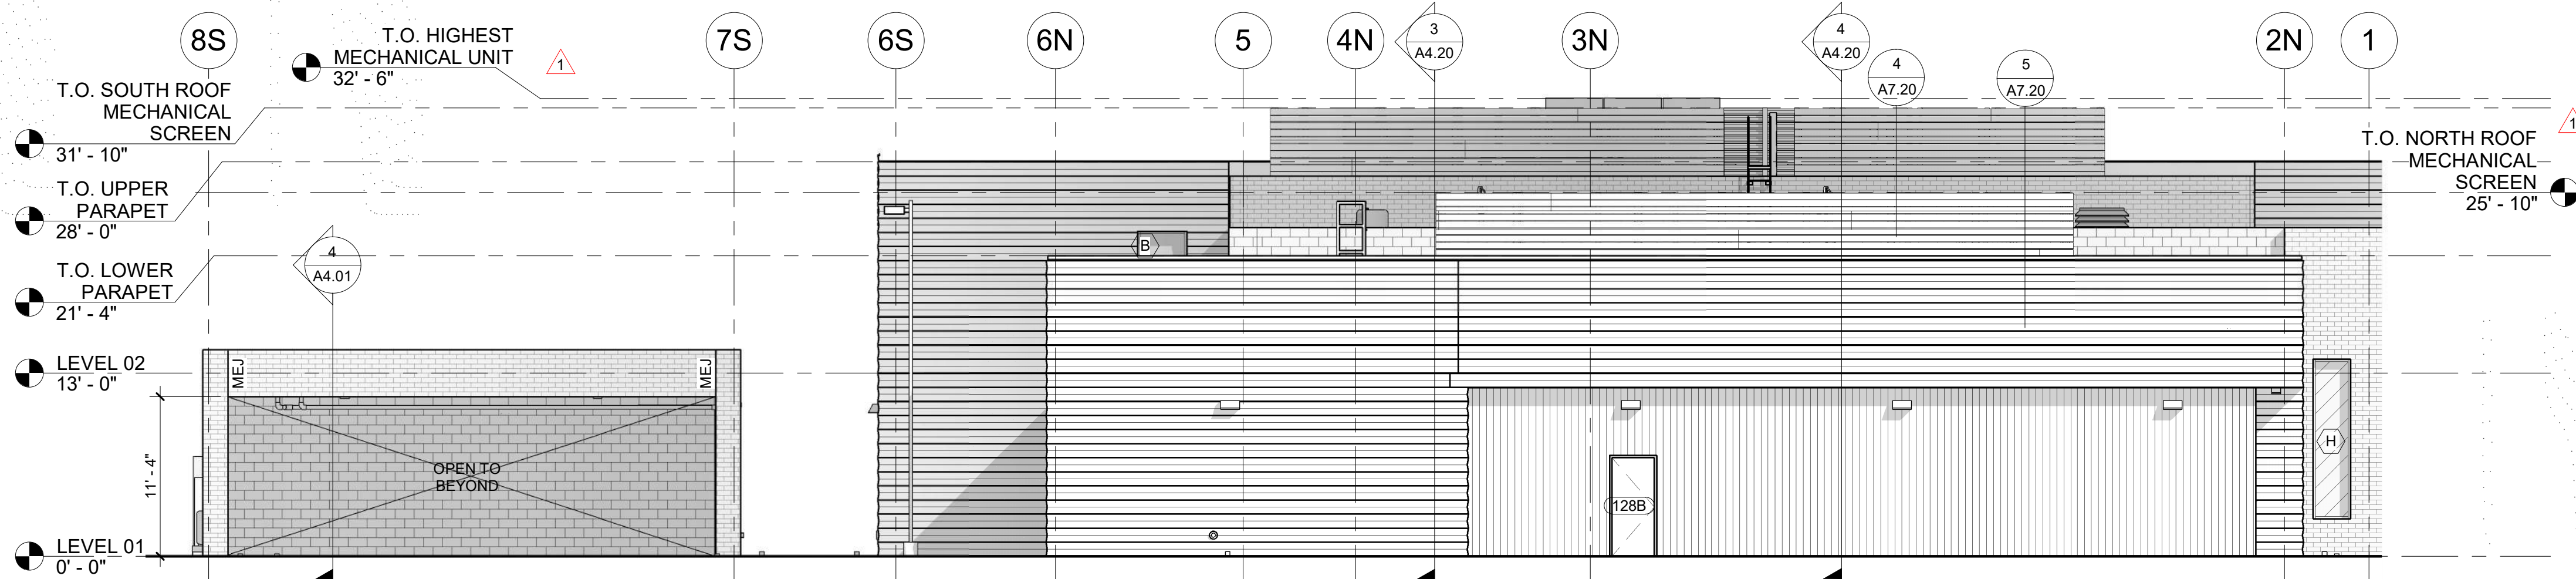 8S
7S
6S
6N
5
4N
3
A4.20
3N
4
A4.20
4
A7.20
5
A7.20
2N
1
T.O. HIGHEST
MECHANICAL UNIT
32' - 6"
1
T.O. SOUTH ROOF
MECHANICAL
SCREEN
31' - 10"
T.O. UPPER
PARAPET
28' - 0"
T.O. LOWER
PARAPET
21' - 4"
LEVEL 02
13' - 0"
LEVEL 01
0' - 0"
11' - 4"
4
A4.01
MEJ
MEJ
OPEN TO
BEYOND
B
128B
H
1
T.O. NORTH ROOF
MECHANICAL
SCREEN
25' - 10"